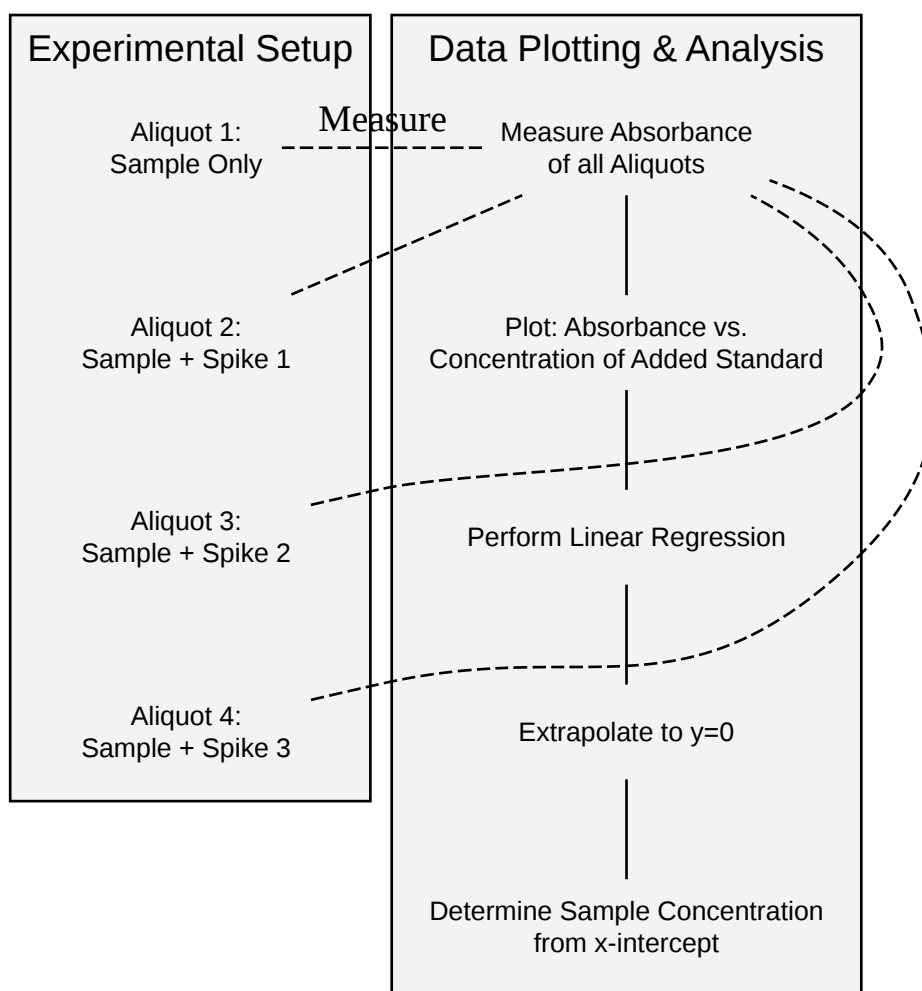 Experimental Setup
Aliquot 1:
Sample Only
Aliquot 2:
Sample + Spike 1
Aliquot 3:
Sample + Spike 2
Aliquot 4:
Sample + Spike 3
Measure
Data Plotting & Analysis
Measure Absorbance
of all Aliquots
Plot: Absorbance vs.
Concentration of Added Standard
Perform Linear Regression
Extrapolate to y=0
Determine Sample Concentration
from x-intercept